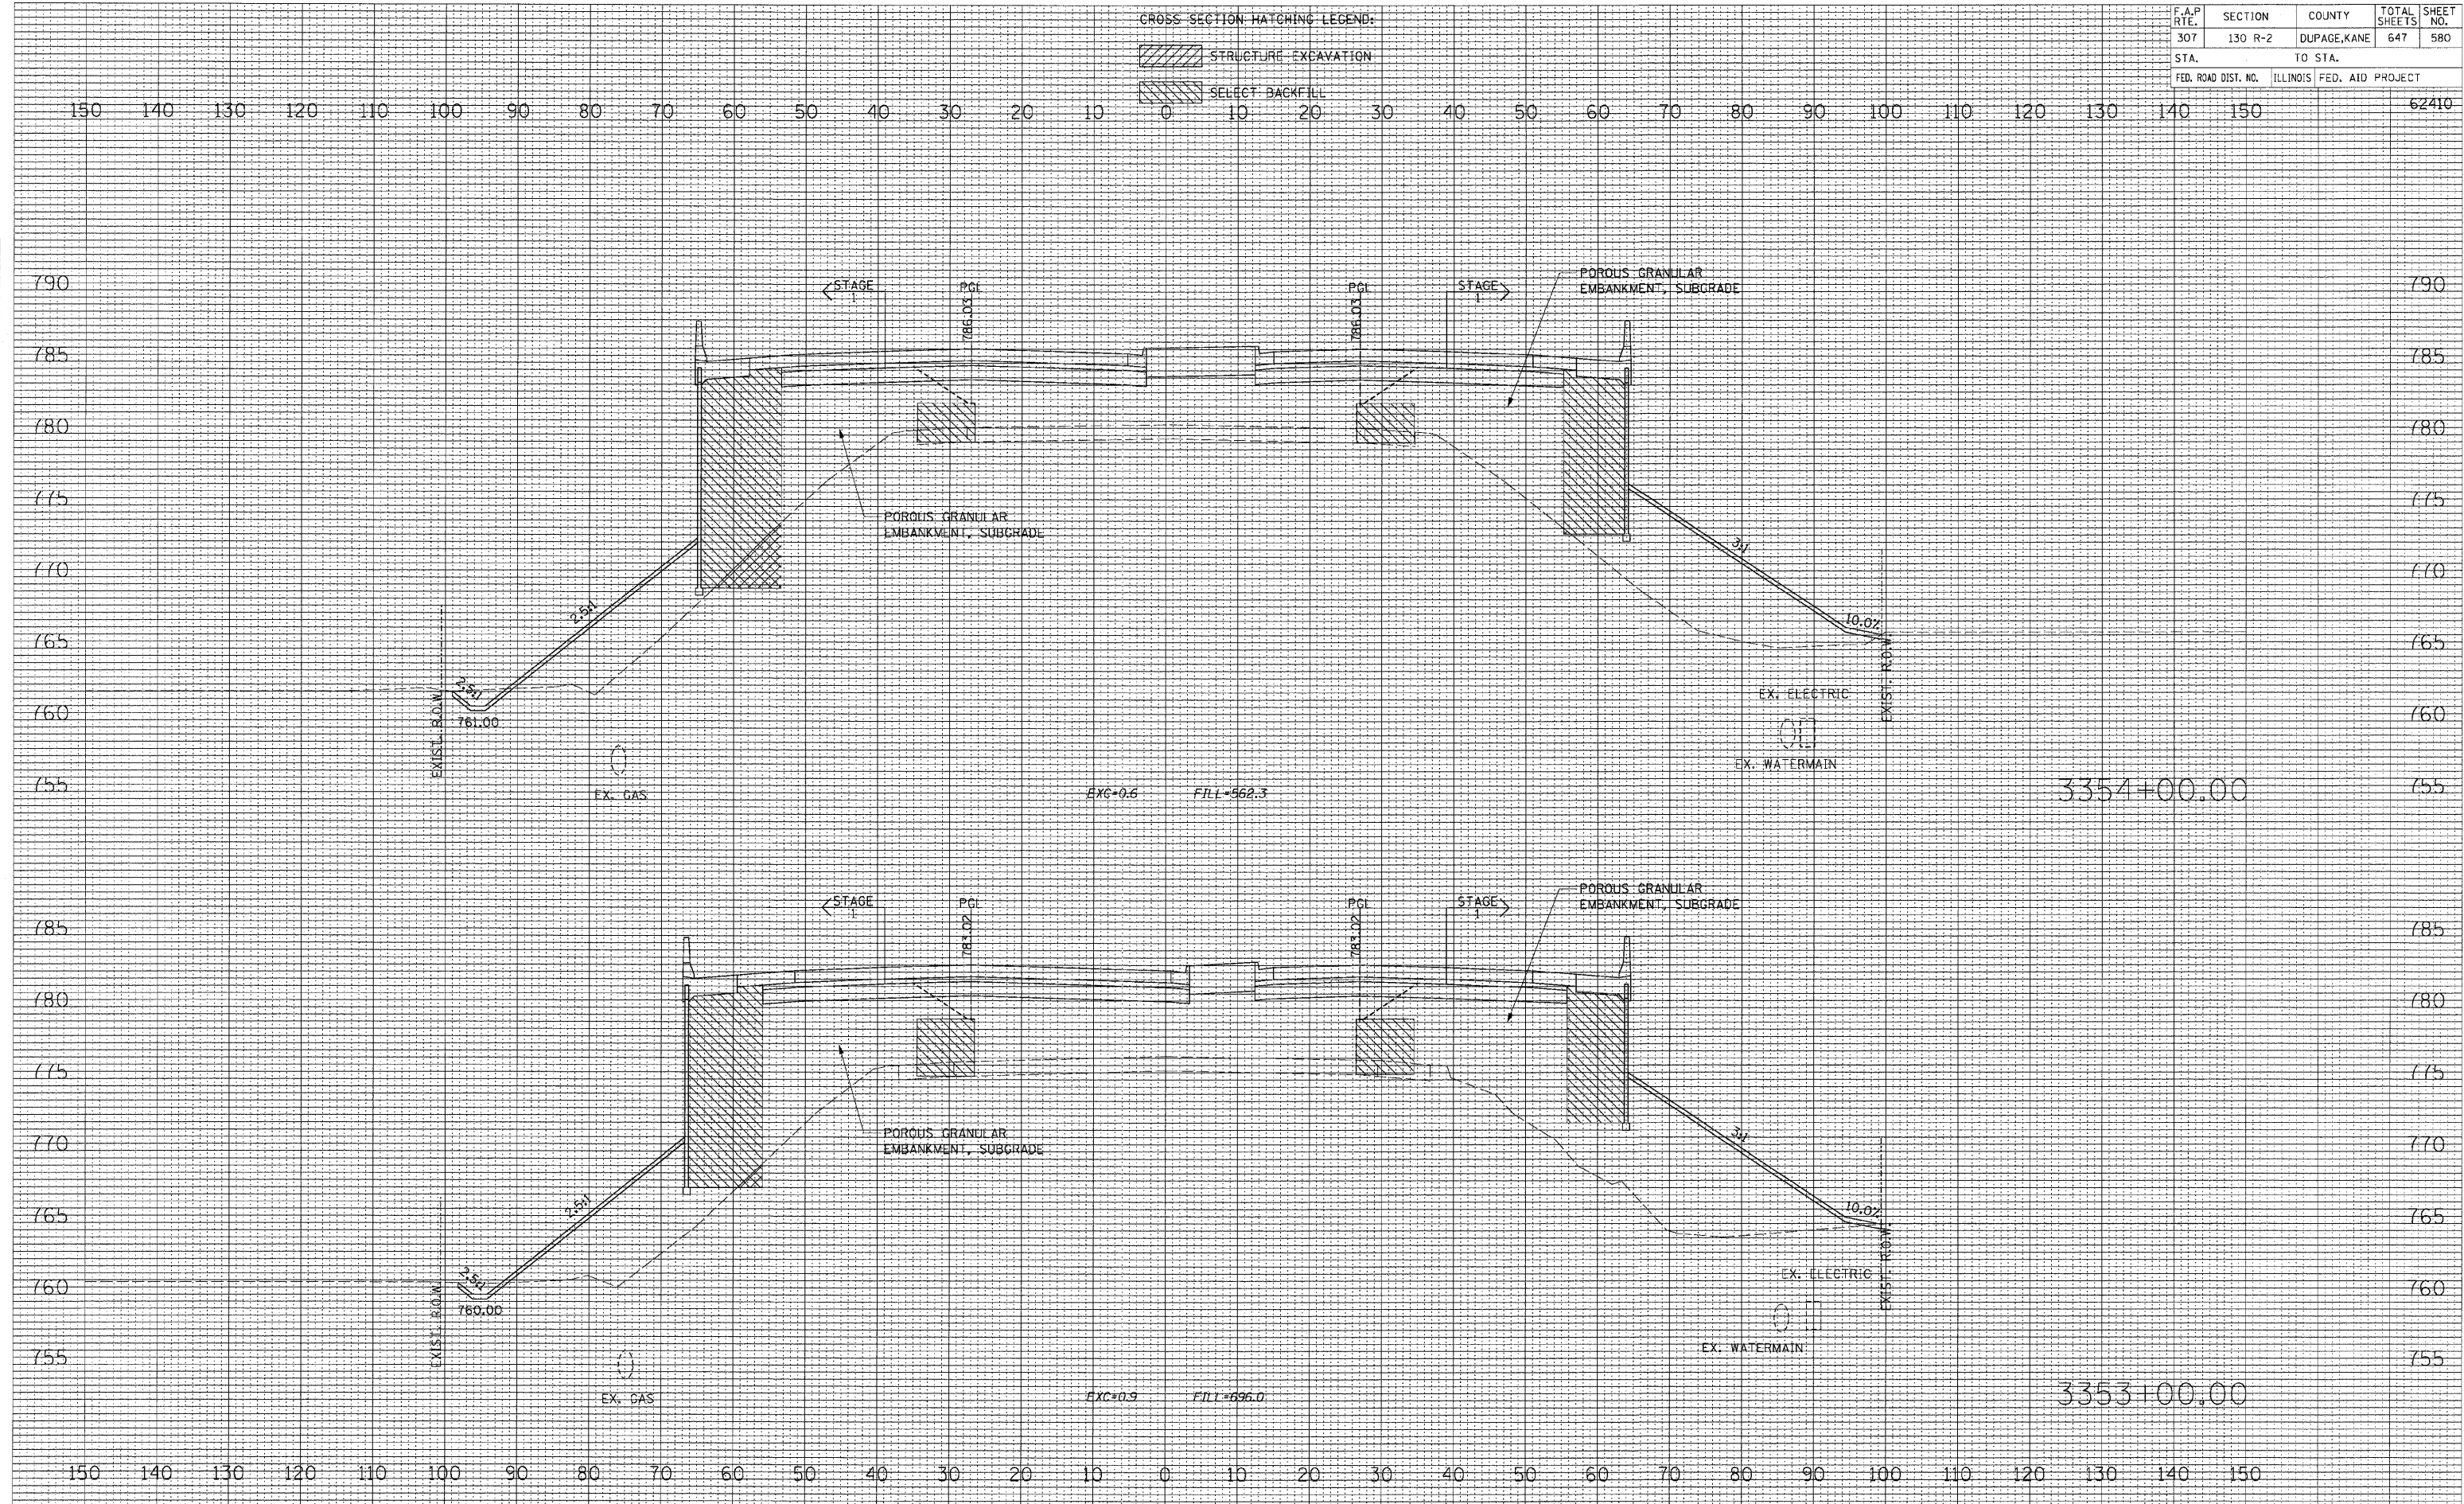 CROSS SECTION HATCHING LEGEND:
STRUCTURE EXCAVATION
SELECT BACKFILL
F.A.P RTE. SECTION COUNTY TOTAL SHEETS SHEET NO.
307 130 R-2 DUPAGE,KANE 647 580
STA. TO STA.
FED. ROAD DIST. NO. ILLINOIS FED. AID PROJECT
62410
150 140 130 120 110 100 90 80 70 60 50 40 30 20 10 0 10 20 30 40 50 60 70 80 90 100 110 120 130 140 150
790 790
785 785
780 780
775 775
770 770
765 765
760 760
755 755
STAGE 1
PGL
786.03
PGL
786.03
STAGE 1
POROUS GRANULAR
EMBANKMENT, SUBGRADE
POROUS GRANULAR
EMBANKMENT, SUBGRADE
2.5:1
3:1
10.0%
2.5:1
761.00
EXIST. R.O.W.
EXIST. R.O.W.
EX. ELECTRIC
EX. WATERMAIN
EX. GAS
EXC=0.6 FILL=562.3
3354+00.00
785 785
780 780
775 775
770 770
765 765
760 760
755 755
STAGE 1
PGL
783.02
PGL
783.02
STAGE 1
POROUS GRANULAR
EMBANKMENT, SUBGRADE
POROUS GRANULAR
EMBANKMENT, SUBGRADE
2.5:1
3:1
10.0%
2.5:1
760.00
EXIST. R.O.W.
EXIST. R.O.W.
EX. ELECTRIC
EX. WATERMAIN
EX. GAS
EXC=0.9 FILL=696.0
3353+00.00
150 140 130 120 110 100 90 80 70 60 50 40 30 20 10 0 10 20 30 40 50 60 70 80 90 100 110 120 130 140 150